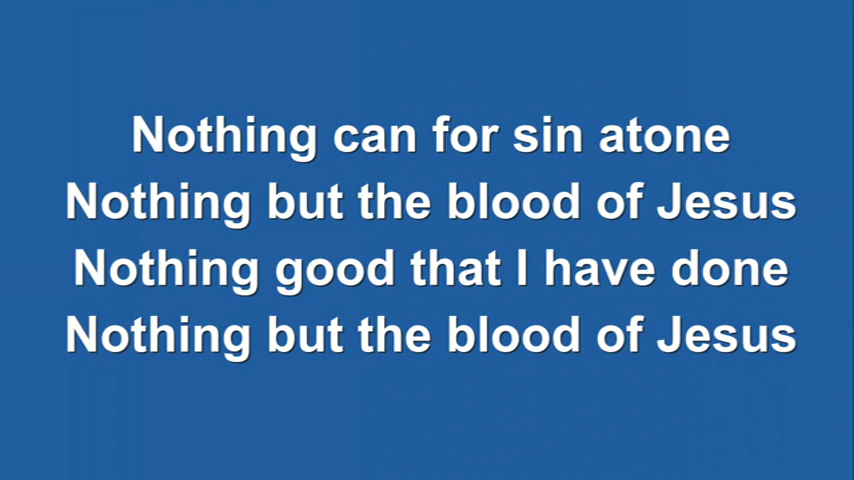 Nothing can for sin atone
Nothing but the blood of Jesus
Nothing good that I have done
Nothing but the blood of Jesus